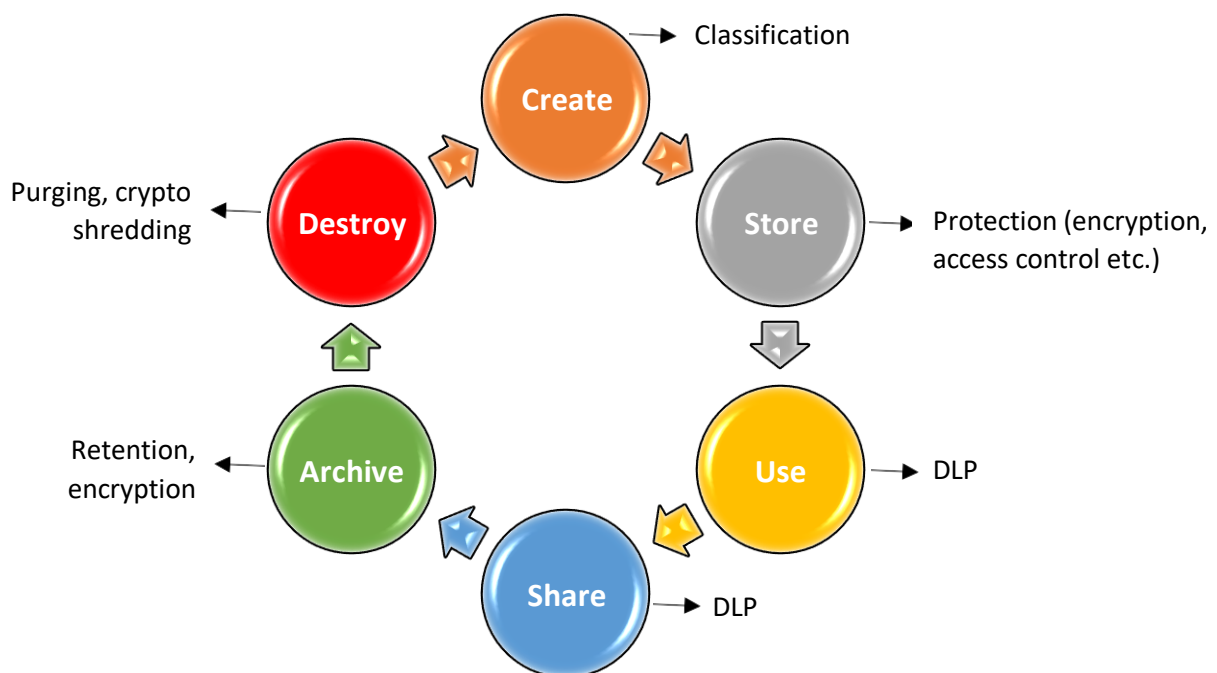 Classification
Create
Store
Protection (encryption,
access control etc.)
Use
DLP
Share
DLP
Archive
Retention,
encryption
Destroy
Purging, crypto
shredding